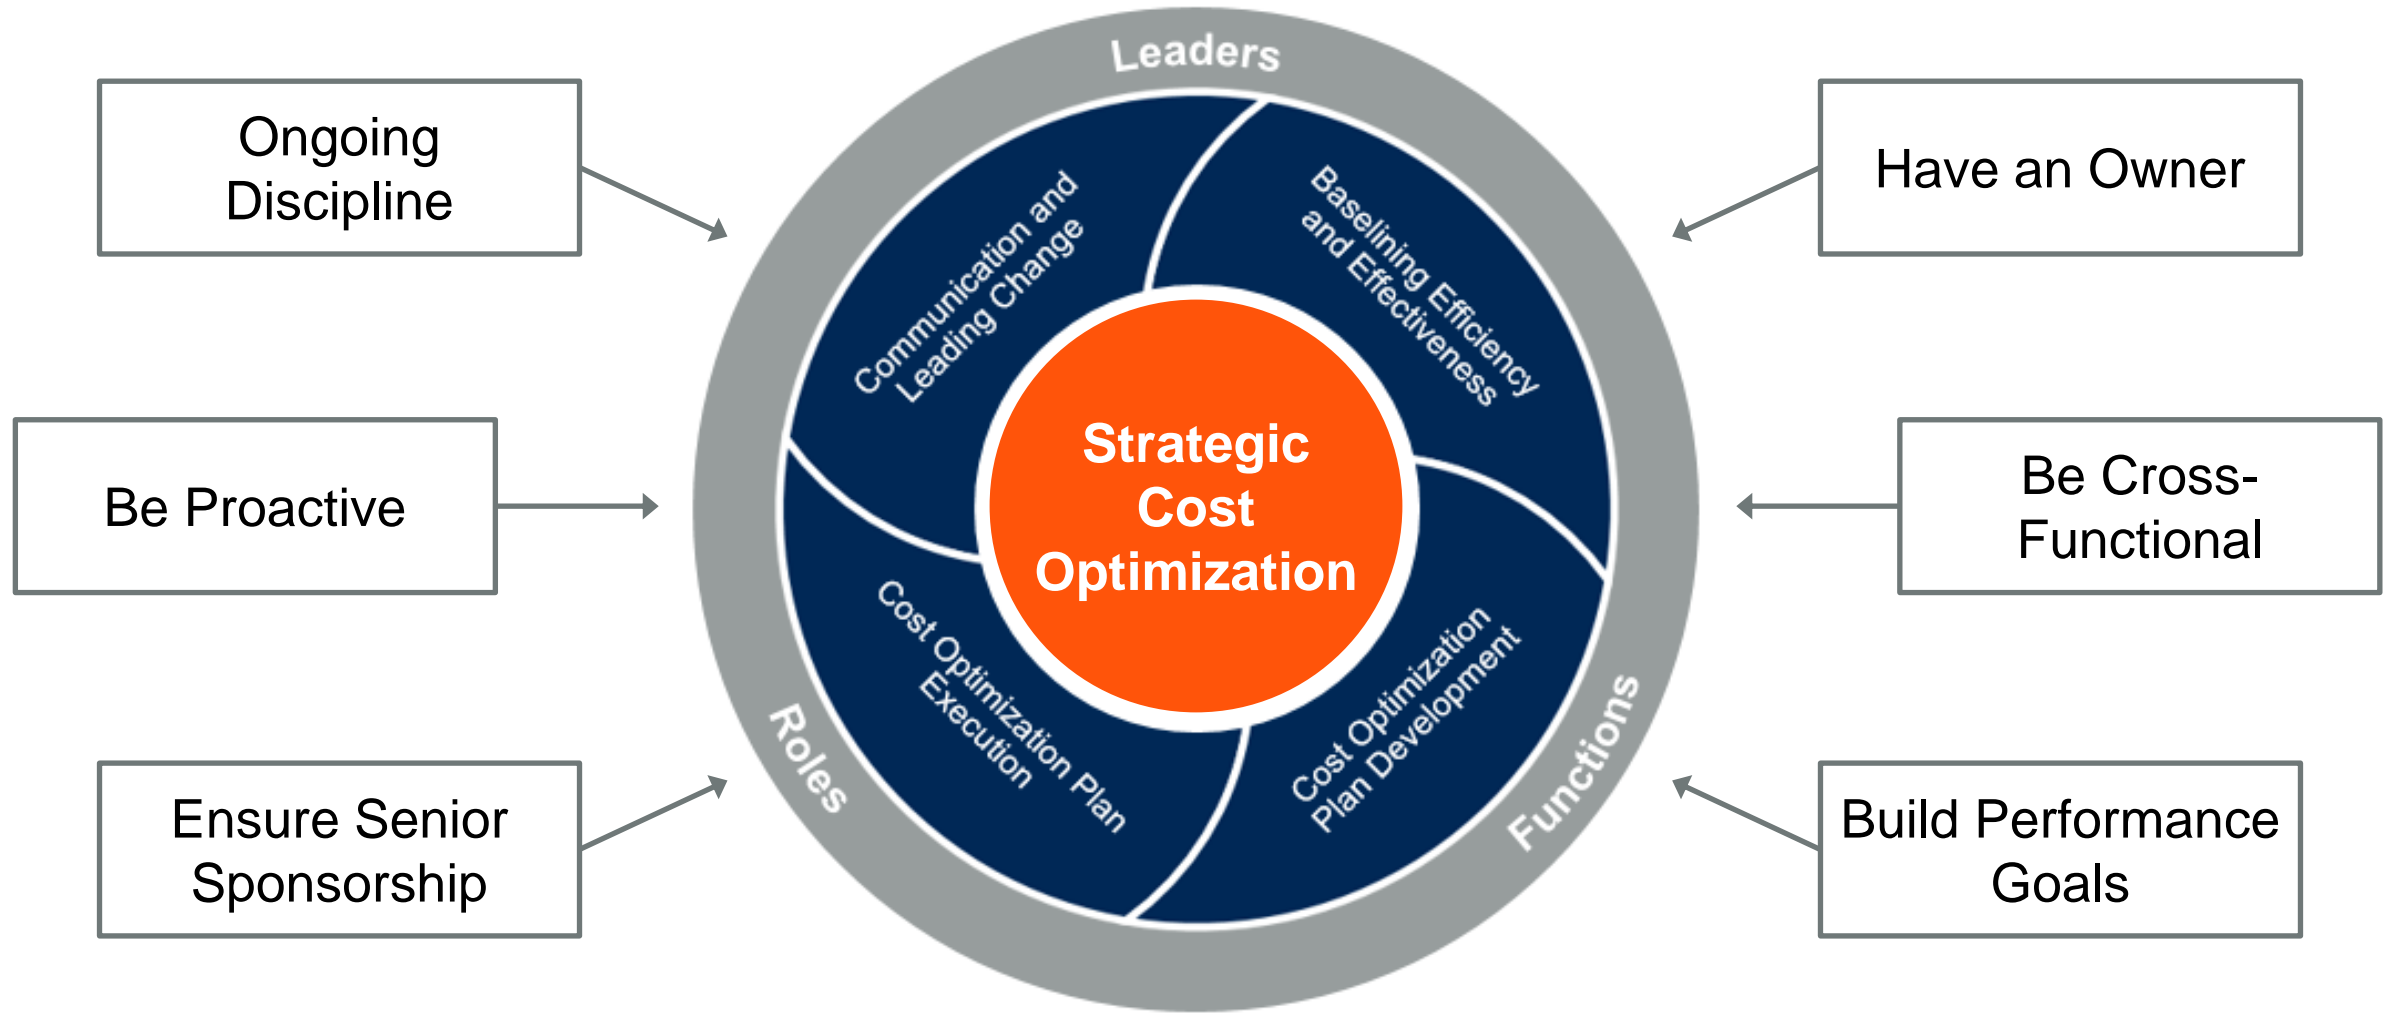 Leaders
Ongoing
Discipline
Have an Owner
Communication and
Leading Change
Baselining Efficiency
and Effectiveness
Be Proactive
Strategic
Cost
Optimization
Be Cross-
Functional
Cost Optimization Plan
Execution
Cost Optimization
Plan Development
Roles
Functions
Ensure Senior
Sponsorship
Build Performance
Goals